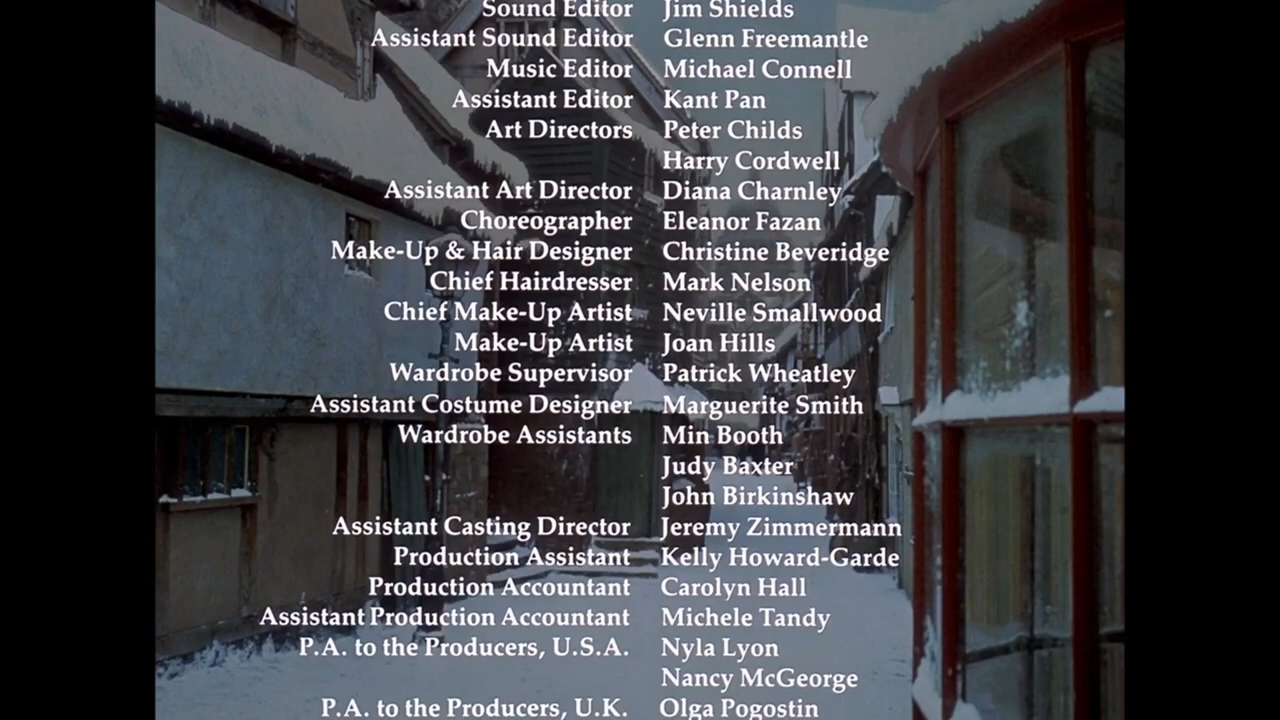 Sound Editor Jim Shields
Assistant Sound Editor Glenn Freemantle
Music Editor Michael Connell
Assistant Editor Kant Pan
Art Directors Peter Childs
Harry Cordwell
Assistant Art Director Diana Charnley
Choreographer Eleanor Fazan
Make-Up & Hair Designer Christine Beveridge
Chief Hairdresser Mark Nelson
Chief Make-Up Artist Neville Smallwood
Make-Up Artist Joan Hills
Wardrobe Supervisor Patrick Wheatley
Assistant Costume Designer Marguerite Smith
Wardrobe Assistants Min Booth
Judy Baxter
John Birkinshaw
Assistant Casting Director Jeremy Zimmermann
Production Assistant Kelly Howard-Garde
Production Accountant Carolyn Hall
Assistant Production Accountant Michele Tandy
P.A. to the Producers, U.S.A. Nyla Lyon
Nancy McGeorge
P.A. to the Producers, U.K. Olga Pogostin